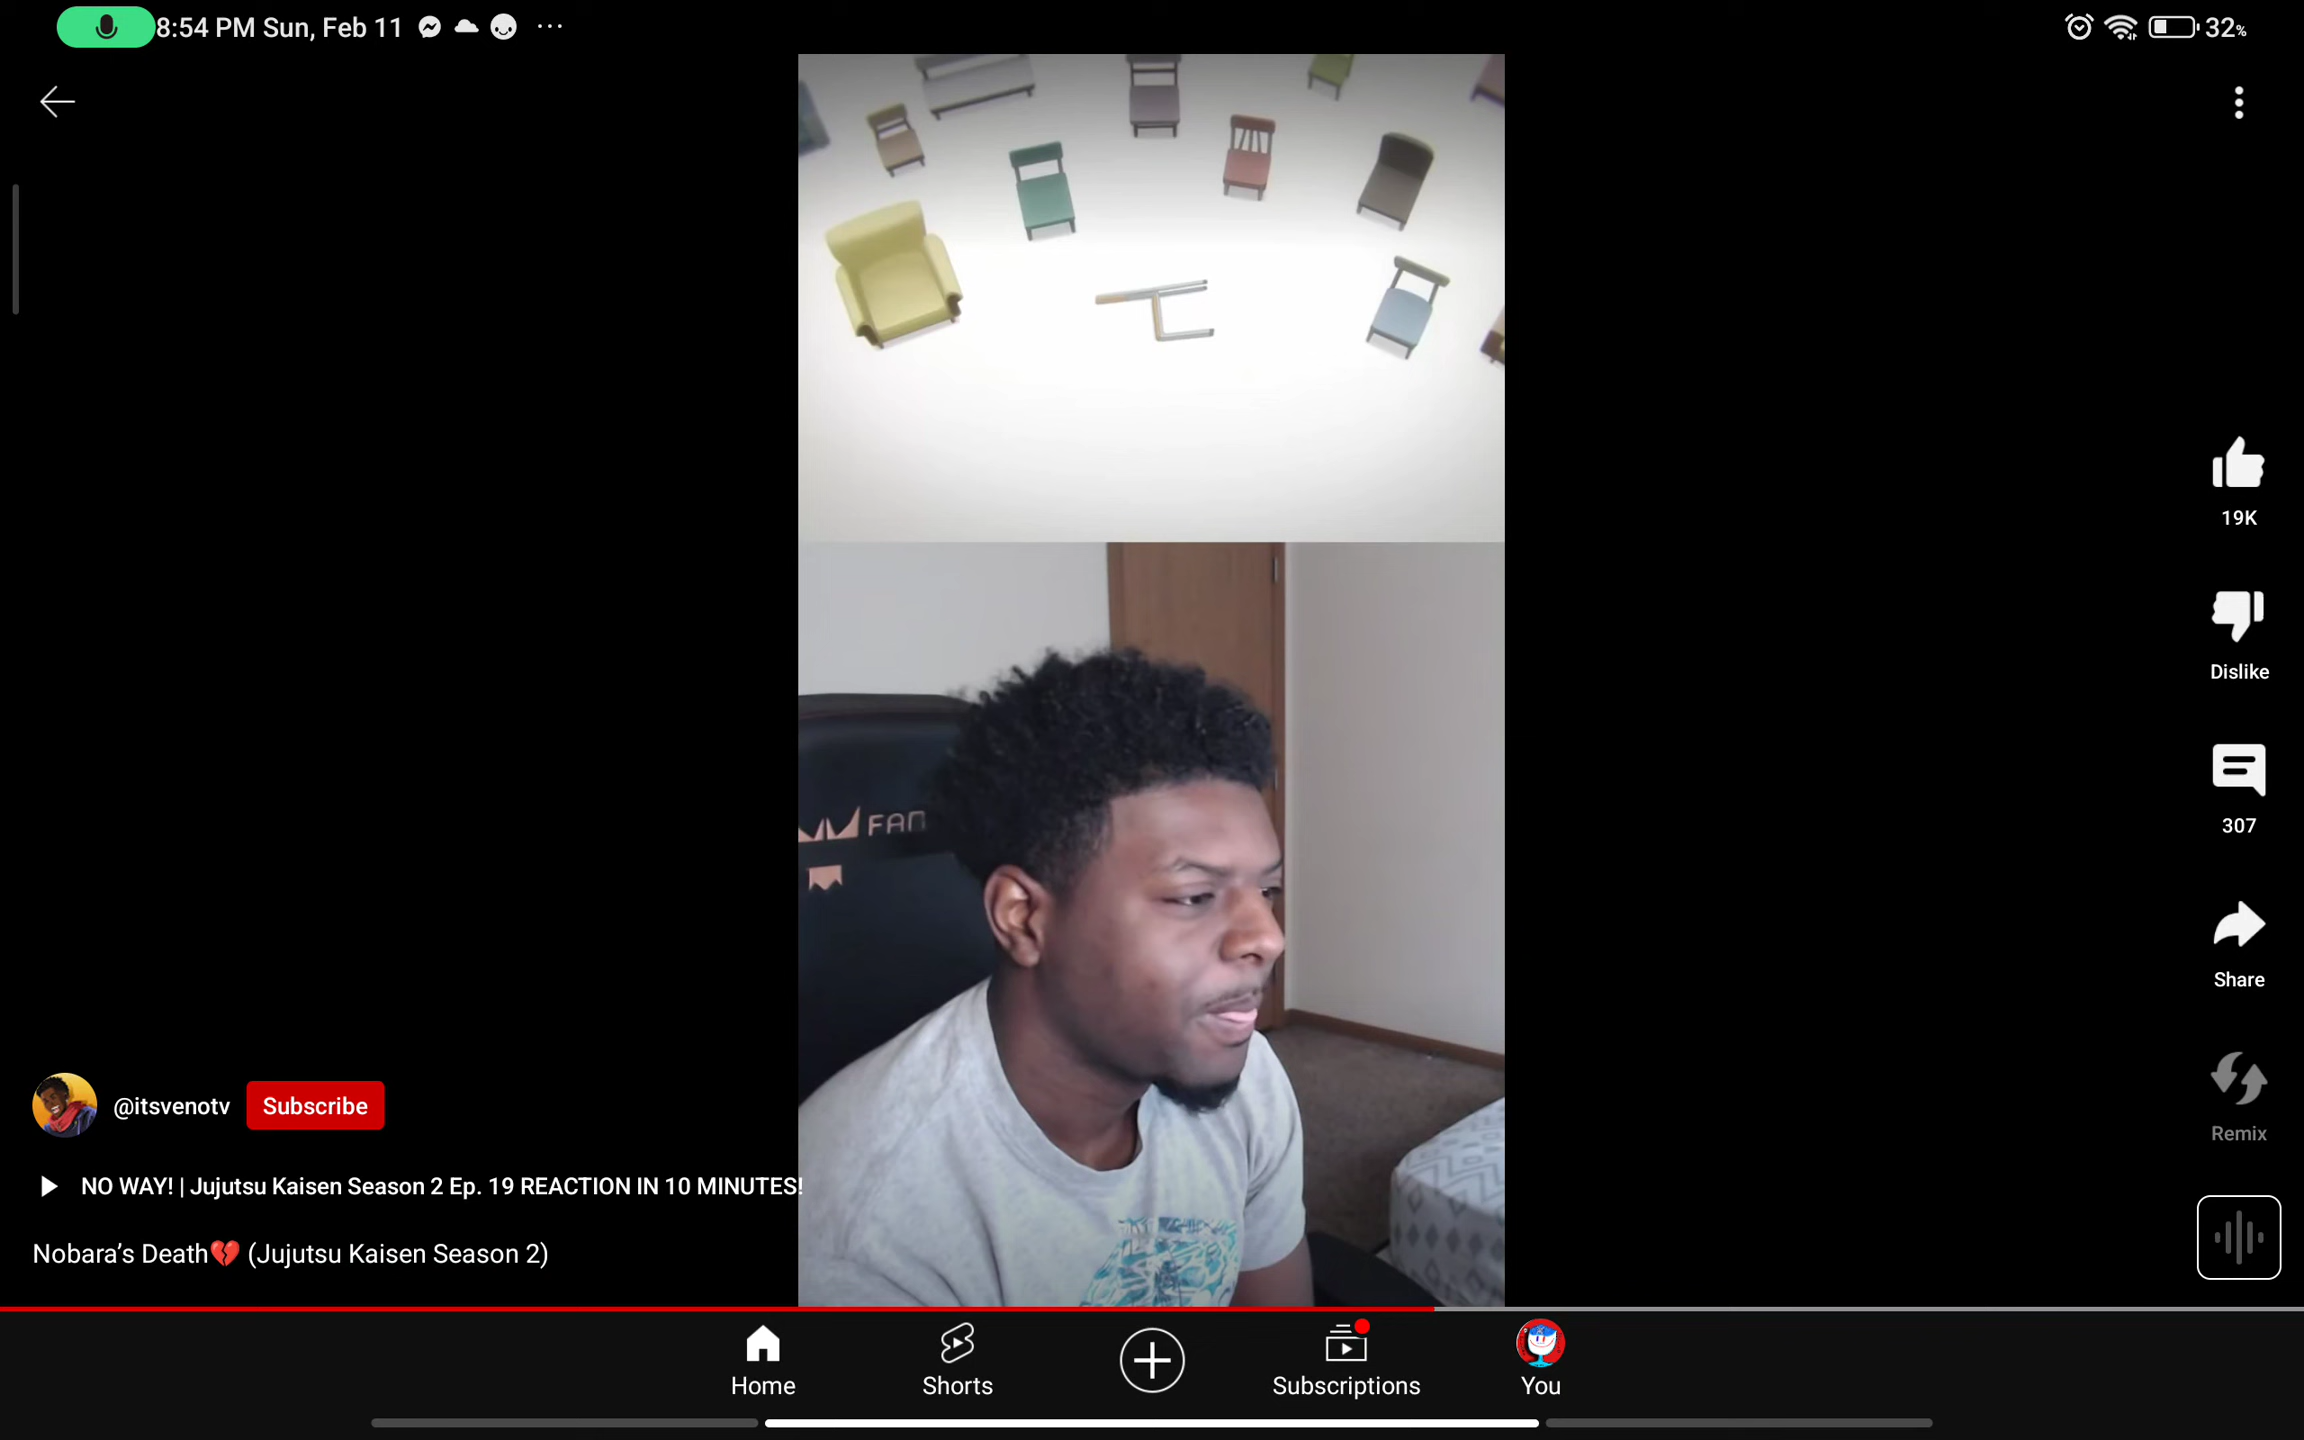 8:54 PM Sun, Feb 11
32%
FAN
19K
Dislike
307
Share
Remix
@itsvenotv Subscribe
NO WAY! | Jujutsu Kaisen Season 2 Ep. 19 REACTION IN 10 MINUTES!
Nobara’s Death💔 (Jujutsu Kaisen Season 2)
Home Shorts Subscriptions You